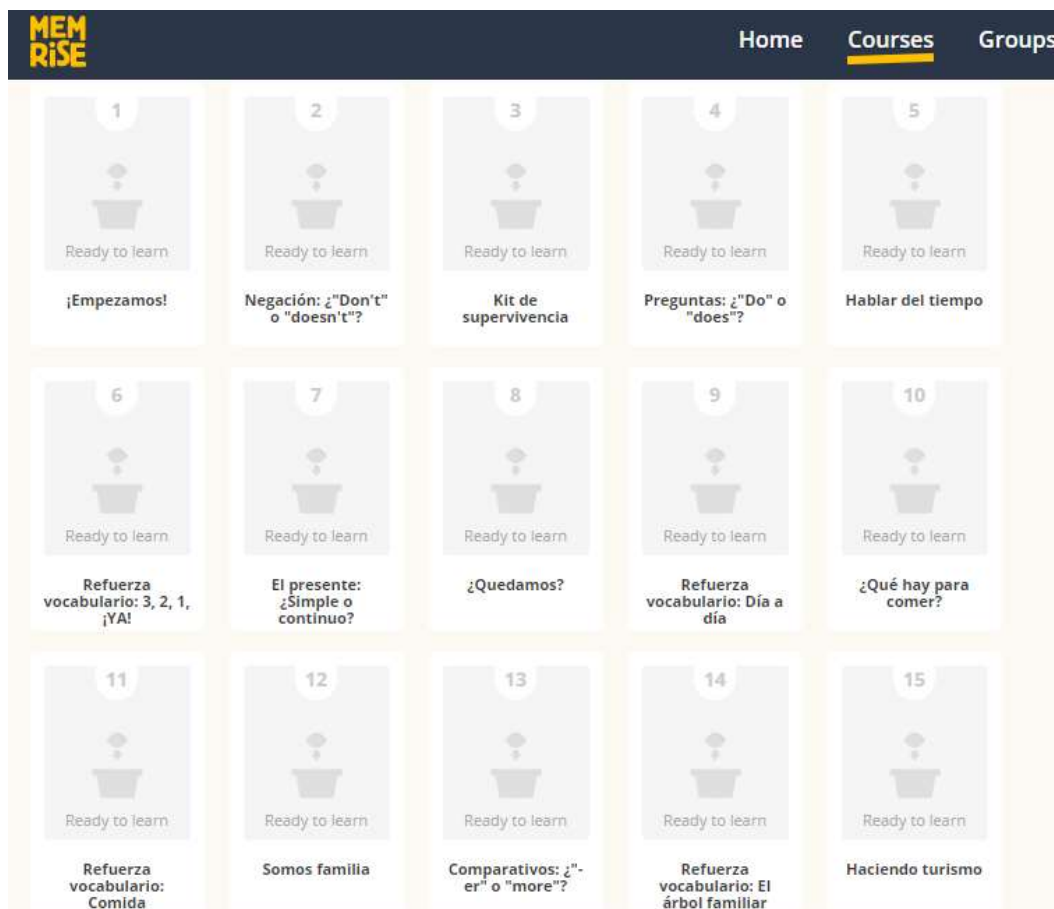 MEM
RiSE
Home Courses Groups
1 2 3 4 5
Ready to learn Ready to learn Ready to learn Ready to learn Ready to learn
¡Empezamos!
Negación: ¿"Don't"
o "doesn't"?
Kit de
supervivencia
Preguntas: ¿"Do" o
"does"?
Hablar del tiempo
6 7 8 9 10
Ready to learn Ready to learn Ready to learn Ready to learn Ready to learn
Refuerza
vocabulario: 3, 2, 1,
¡YA!
El presente:
¿Simple o
continuo?
¿Quedamos?
Refuerza
vocabulario: Día a
día
¿Qué hay para
comer?
11 12 13 14 15
Ready to learn Ready to learn Ready to learn Ready to learn Ready to learn
Refuerza
vocabulario:
Comida
Somos familia
Comparativos: ¿"-
er" o "more"?
Refuerza
vocabulario: El
árbol familiar
Haciendo turismo